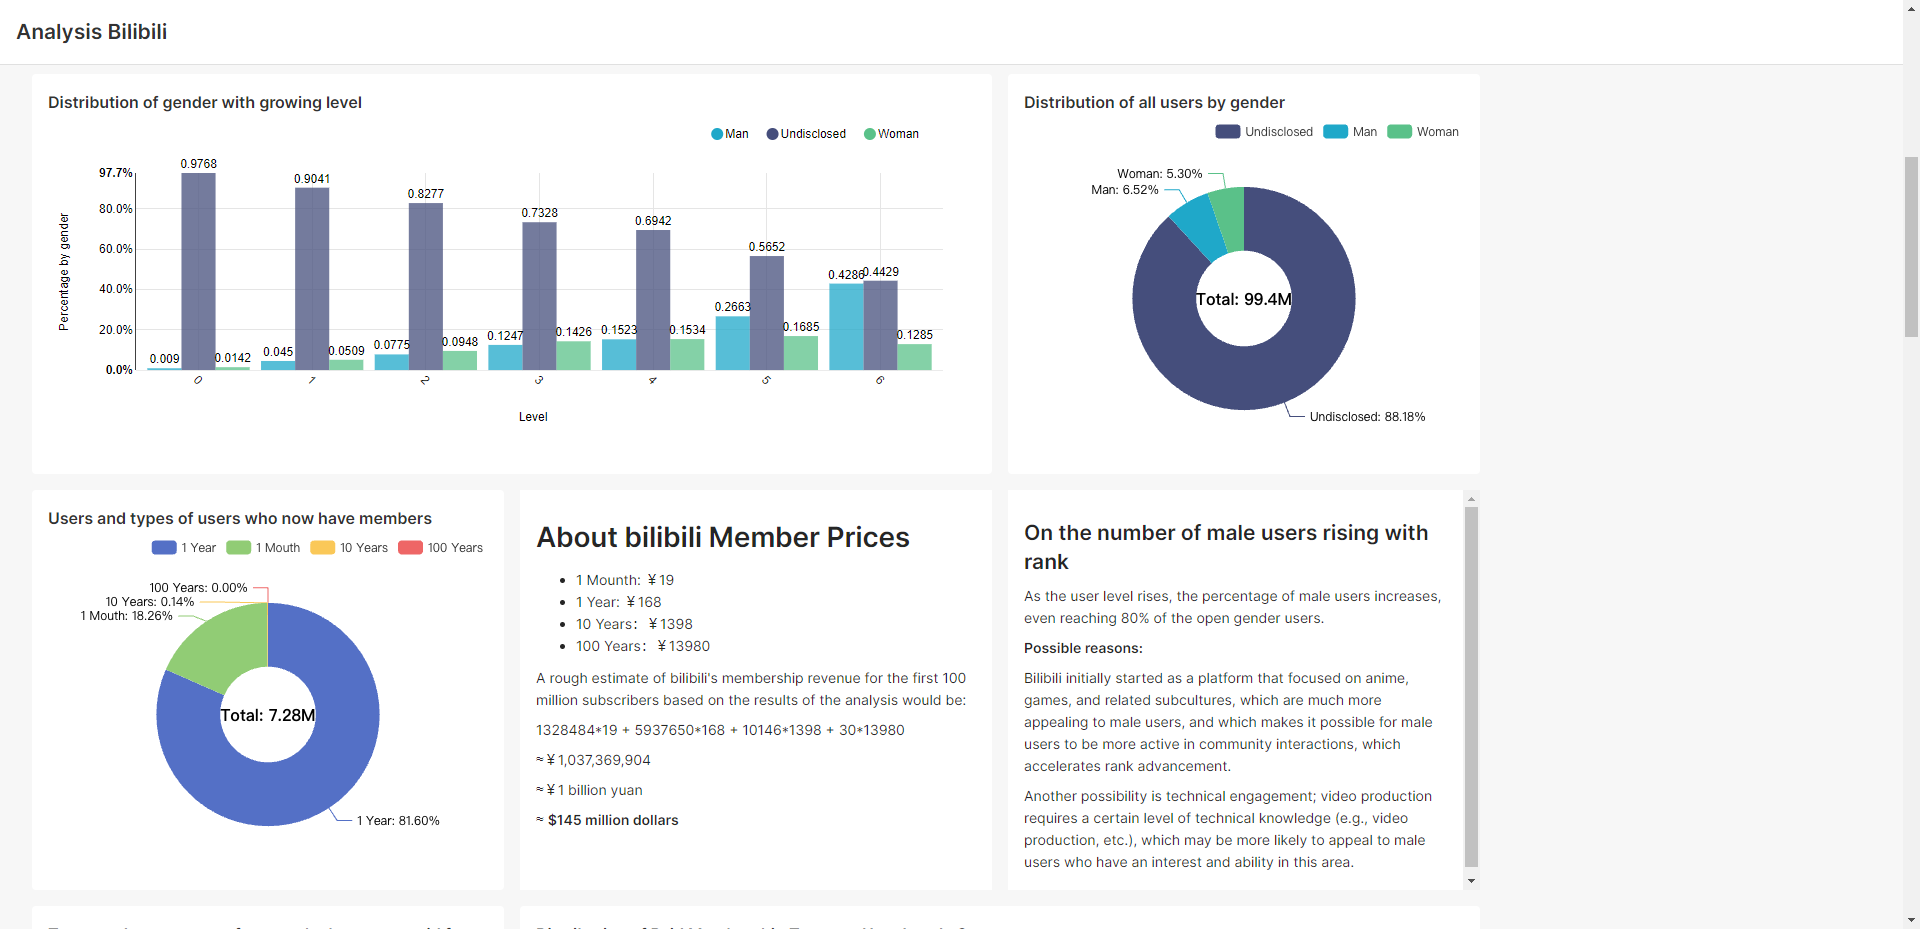 Analysis Bilibili
Distribution of gender with growing level
Man Undisclosed Woman
Percentage by gender
97.7%
80.0%
60.0%
40.0%
20.0%
0.0%
0.009 0.9768 0.0142
0.045 0.9041 0.0509
0.0775 0.8277 0.0948
0.1247 0.7328 0.1426
0.1523 0.6942 0.1534
0.2663 0.5652 0.1685
0.4286 0.4429 0.1285
0 1 2 3 4 5 6
Level
Distribution of all users by gender
Undisclosed Man Woman
Woman: 5.30%
Man: 6.52%
Total: 99.4M
Undisclosed: 88.18%
Users and types of users who now have members
1 Year 1 Mouth 10 Years 100 Years
100 Years: 0.00%
10 Years: 0.14%
1 Mouth: 18.26%
Total: 7.28M
1 Year: 81.60%
About bilibili Member Prices
• 1 Mounth: ￥19
• 1 Year: ￥168
• 10 Years： ￥1398
• 100 Years： ￥13980
A rough estimate of bilibili's membership revenue for the first 100
million subscribers based on the results of the analysis would be:
1328484*19 + 5937650*168 + 10146*1398 + 30*13980
≈￥1,037,369,904
≈￥1 billion yuan
≈ $145 million dollars
On the number of male users rising with
rank
As the user level rises, the percentage of male users increases,
even reaching 80% of the open gender users.
Possible reasons:
Bilibili initially started as a platform that focused on anime,
games, and related subcultures, which are much more
appealing to male users, and which makes it possible for male
users to be more active in community interactions, which
accelerates rank advancement.
Another possibility is technical engagement; video production
requires a certain level of technical knowledge (e.g., video
production, etc.), which may be more likely to appeal to male
users who have an interest and ability in this area.